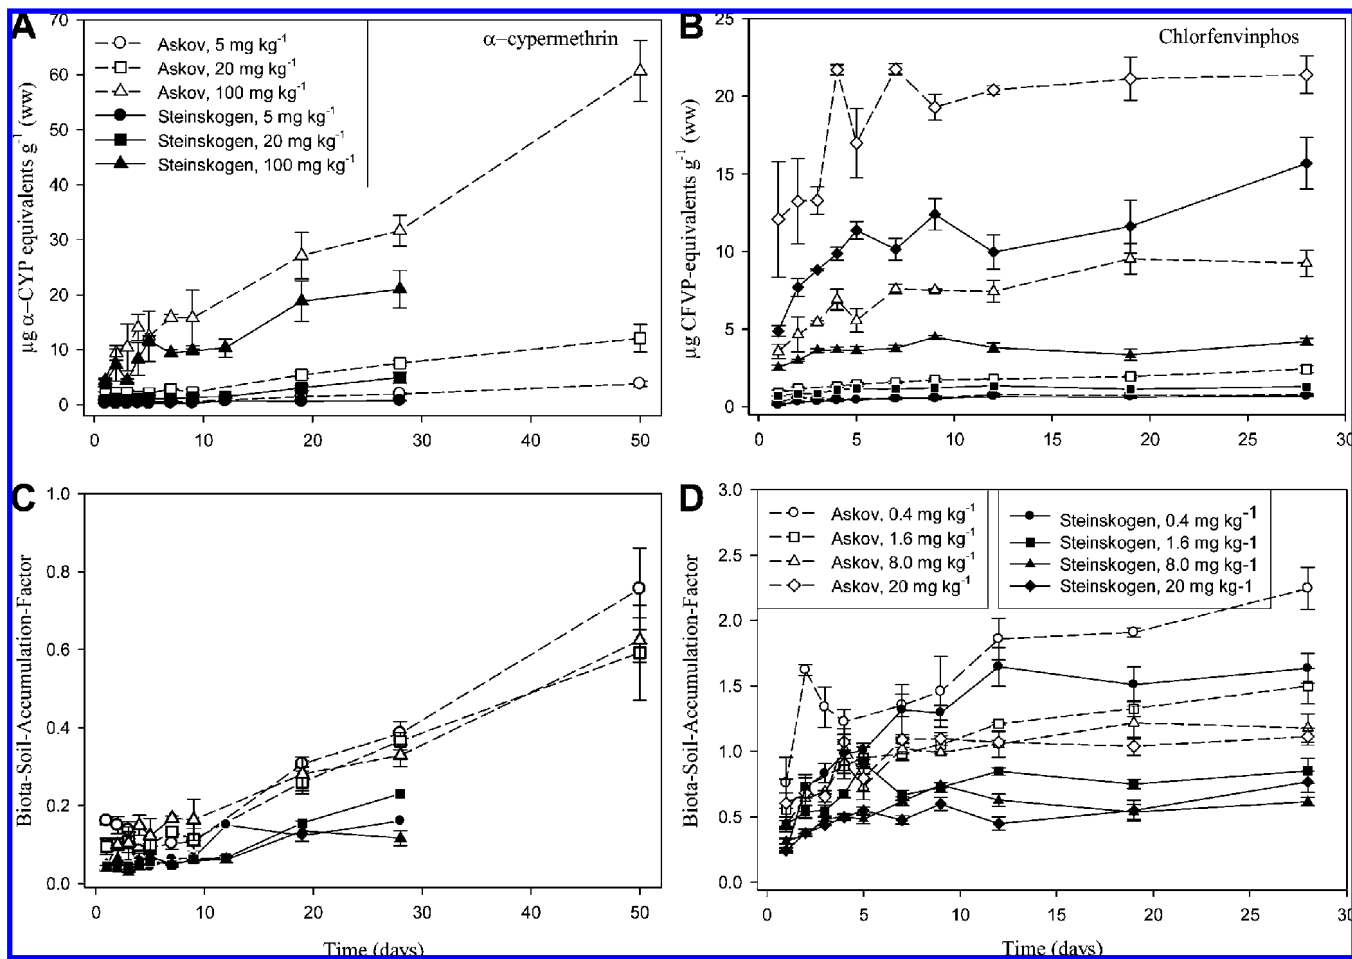 A
α−cypermethrin
Askov, 5 mg kg-1
Askov, 20 mg kg-1
Askov, 100 mg kg-1
Steinskogen, 5 mg kg-1
Steinskogen, 20 mg kg-1
Steinskogen, 100 mg kg-1
µg α−CYP equivalents g-1 (ww)
70
60
50
40
30
20
10
0
0 10 20 30 40 50
B
Chlorfenvinphos
µg CFVP-equivalents g-1 (ww)
25
20
15
10
5
0
0 5 10 15 20 25 30
C
Biota-Soil-Accumulation-Factor
1.0
0.8
0.6
0.4
0.2
0.0
0 10 20 30 40 50
Time (days)
D
Askov, 0.4 mg kg-1
Askov, 1.6 mg kg-1
Askov, 8.0 mg kg-1
Askov, 20 mg kg-1
Steinskogen, 0.4 mg kg-1
Steinskogen, 1.6 mg kg-1
Steinskogen, 8.0 mg kg-1
Steinskogen, 20 mg kg-1
Biota-Soil-Accumulation-Factor
3.0
2.5
2.0
1.5
1.0
0.5
0.0
0 5 10 15 20 25 30
Time (days)